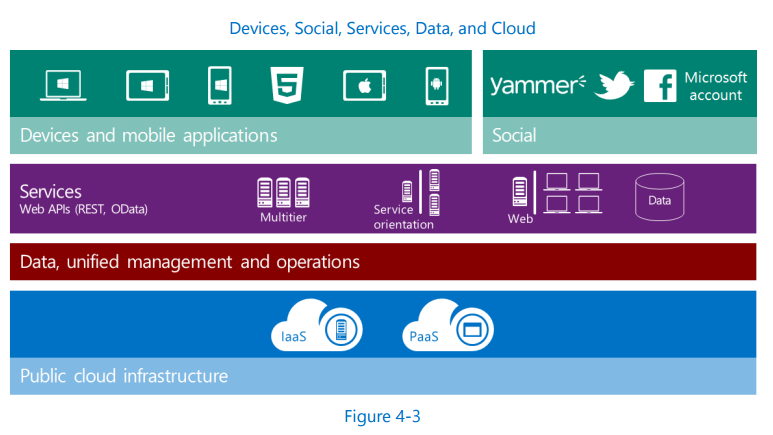 Devices, Social, Services, Data, and Cloud
yammer
Microsoft
account
Devices and mobile applications
Social
Services
Web APIs (REST, OData)
Multitier
Service
orientation
Web
Data
Data, unified management and operations
IaaS
PaaS
Public cloud infrastructure
Figure 4-3